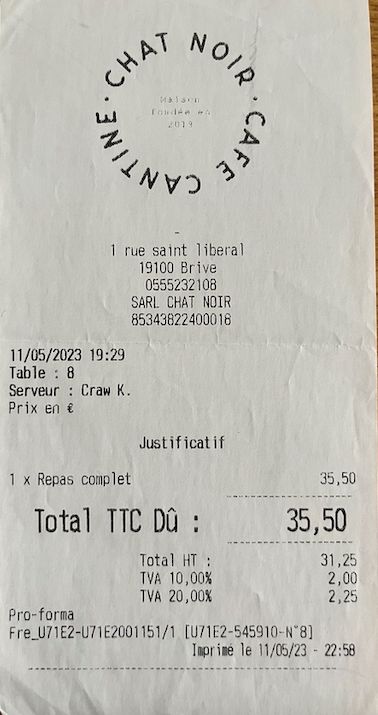 CHAT NOIR · CAFE CANTINE ·
Maison
fondée en
2019
-
1 rue saint liberal
19100 Brive
0555232108
SARL CHAT NOIR
85343822400018
11/05/2023 19:29
Table : 8
Serveur : Craw K.
Prix en €
Justificatif
1 x Repas complet 35,50
Total TTC Dû : 35,50
Total HT : 31,25
TVA 10,00% 2,00
TVA 20,00% 2,25
Pro-forma
Fre_U71E2-U71E2001151/1 [U71E2-545910-N°8]
Imprimé le 11/05/23 - 22:58